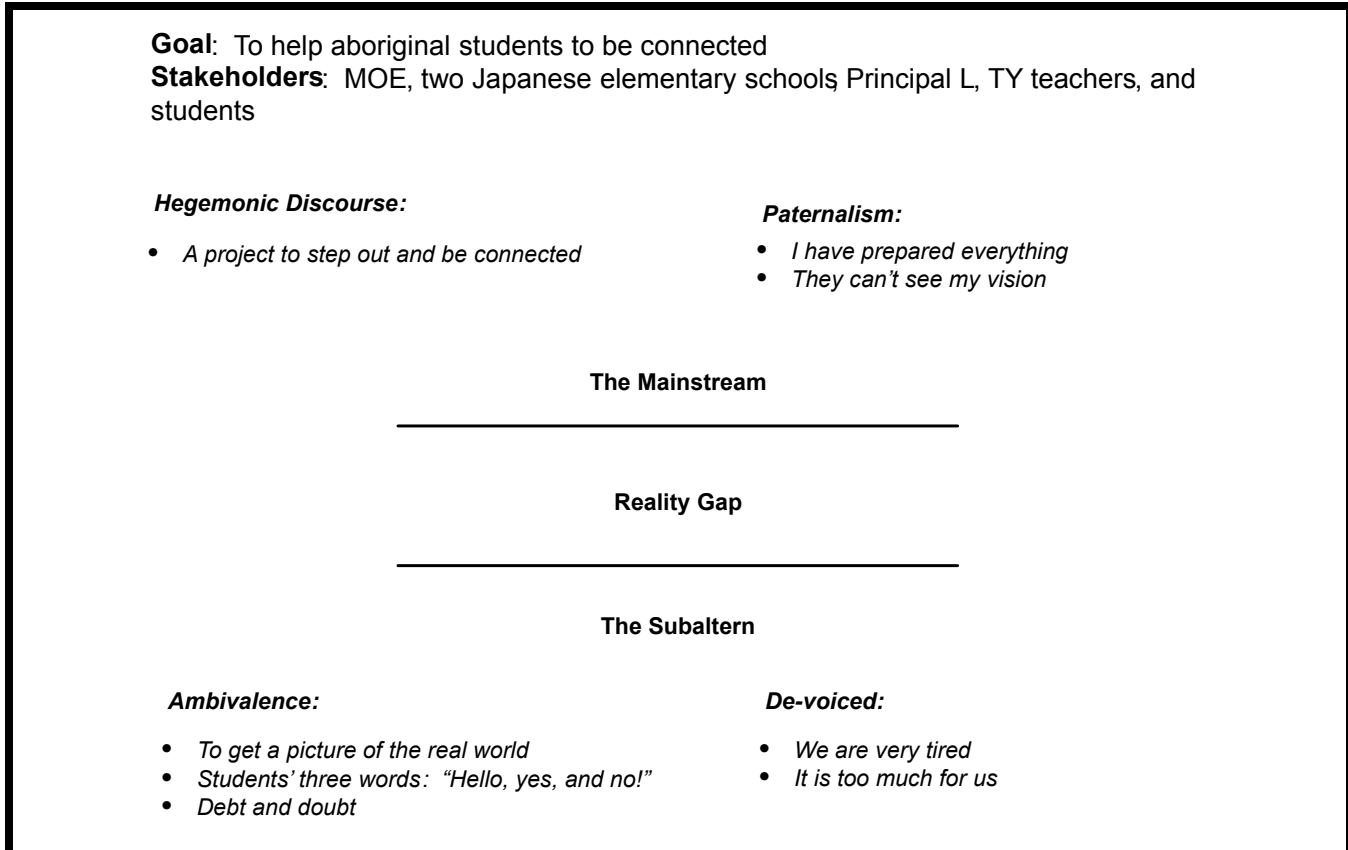 Goal: To help aboriginal students to be connected
Stakeholders: MOE, two Japanese elementary schools, Principal L, TY teachers, and
students
Hegemonic Discourse:
• A project to step out and be connected
Paternalism:
• I have prepared everything
• They can’t see my vision
The Mainstream
Reality Gap
The Subaltern
Ambivalence:
• To get a picture of the real world
• Students’ three words: “Hello, yes, and no!”
• Debt and doubt
De-voiced:
• We are very tired
• It is too much for us